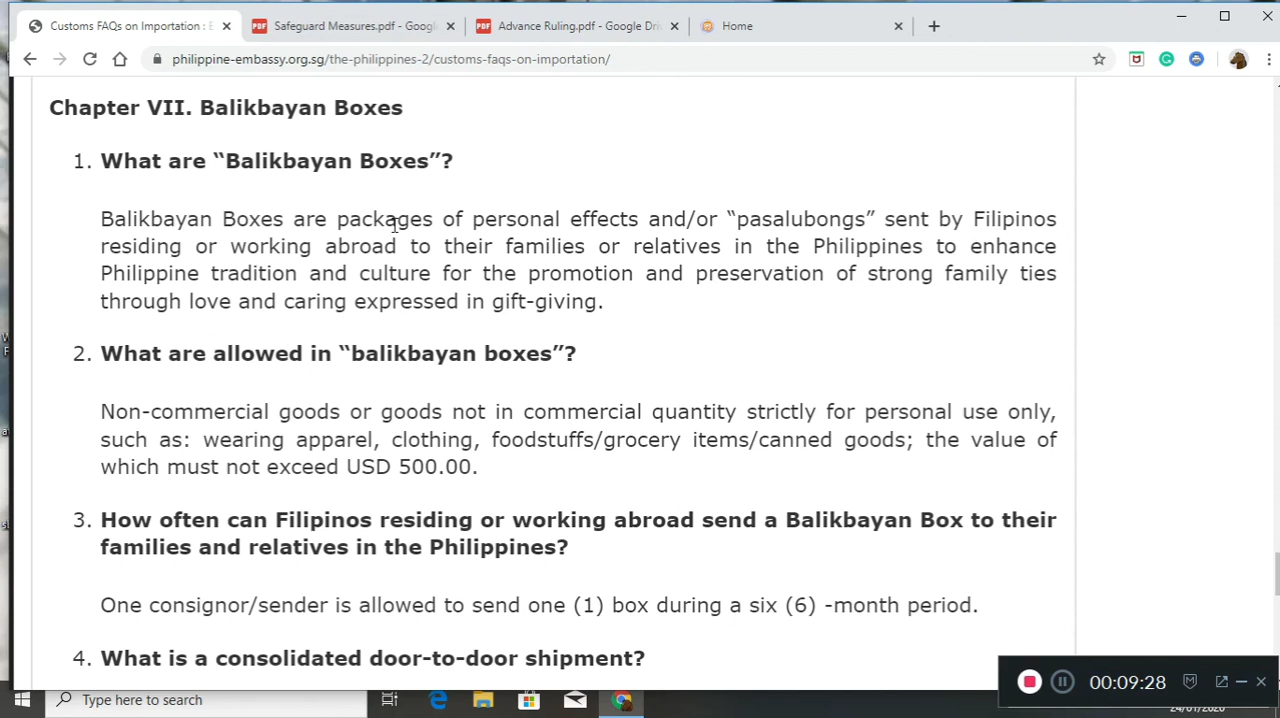 Customs FAQs on Importation : E
Safeguard Measures.pdf - Google
Advance Ruling.pdf - Google Dri
Home
philippine-embassy.org.sg/the-philippines-2/customs-faqs-on-importation/
Chapter VII. Balikbayan Boxes
1. What are “Balikbayan Boxes”?
Balikbayan Boxes are packages of personal effects and/or “pasalubongs” sent by Filipinos
residing or working abroad to their families or relatives in the Philippines to enhance
Philippine tradition and culture for the promotion and preservation of strong family ties
through love and caring expressed in gift-giving.
2. What are allowed in “balikbayan boxes”?
Non-commercial goods or goods not in commercial quantity strictly for personal use only,
such as: wearing apparel, clothing, foodstuffs/grocery items/canned goods; the value of
which must not exceed USD 500.00.
3. How often can Filipinos residing or working abroad send a Balikbayan Box to their
families and relatives in the Philippines?
One consignor/sender is allowed to send one (1) box during a six (6) -month period.
4. What is a consolidated door-to-door shipment?
00:09:28
Type here to search
24/01/2020